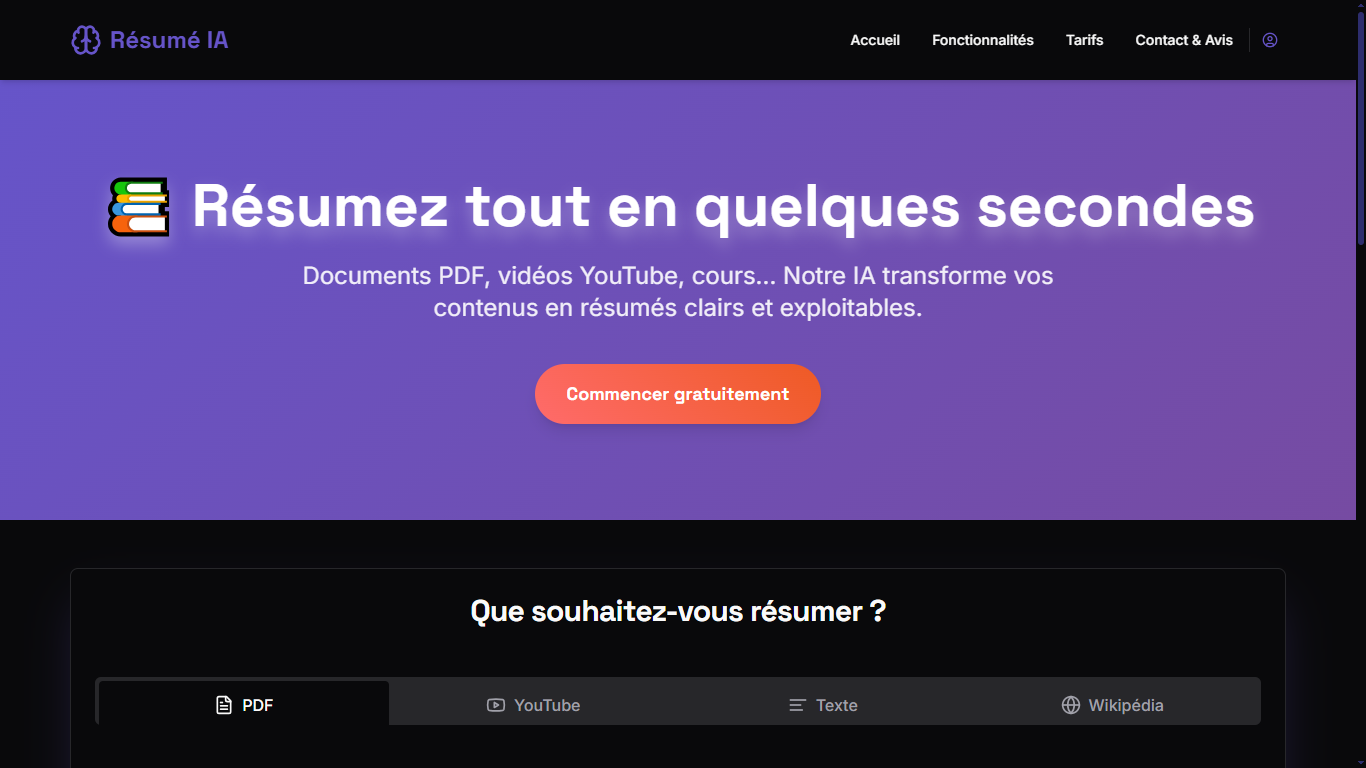 Résumé IA
Accueil
Fonctionnalités
Tarifs
Contact & Avis
Résumez tout en quelques secondes
Documents PDF, vidéos YouTube, cours... Notre IA transforme vos
contenus en résumés clairs et exploitables.
Commencer gratuitement
Que souhaitez-vous résumer ?
PDF
YouTube
Texte
Wikipédia